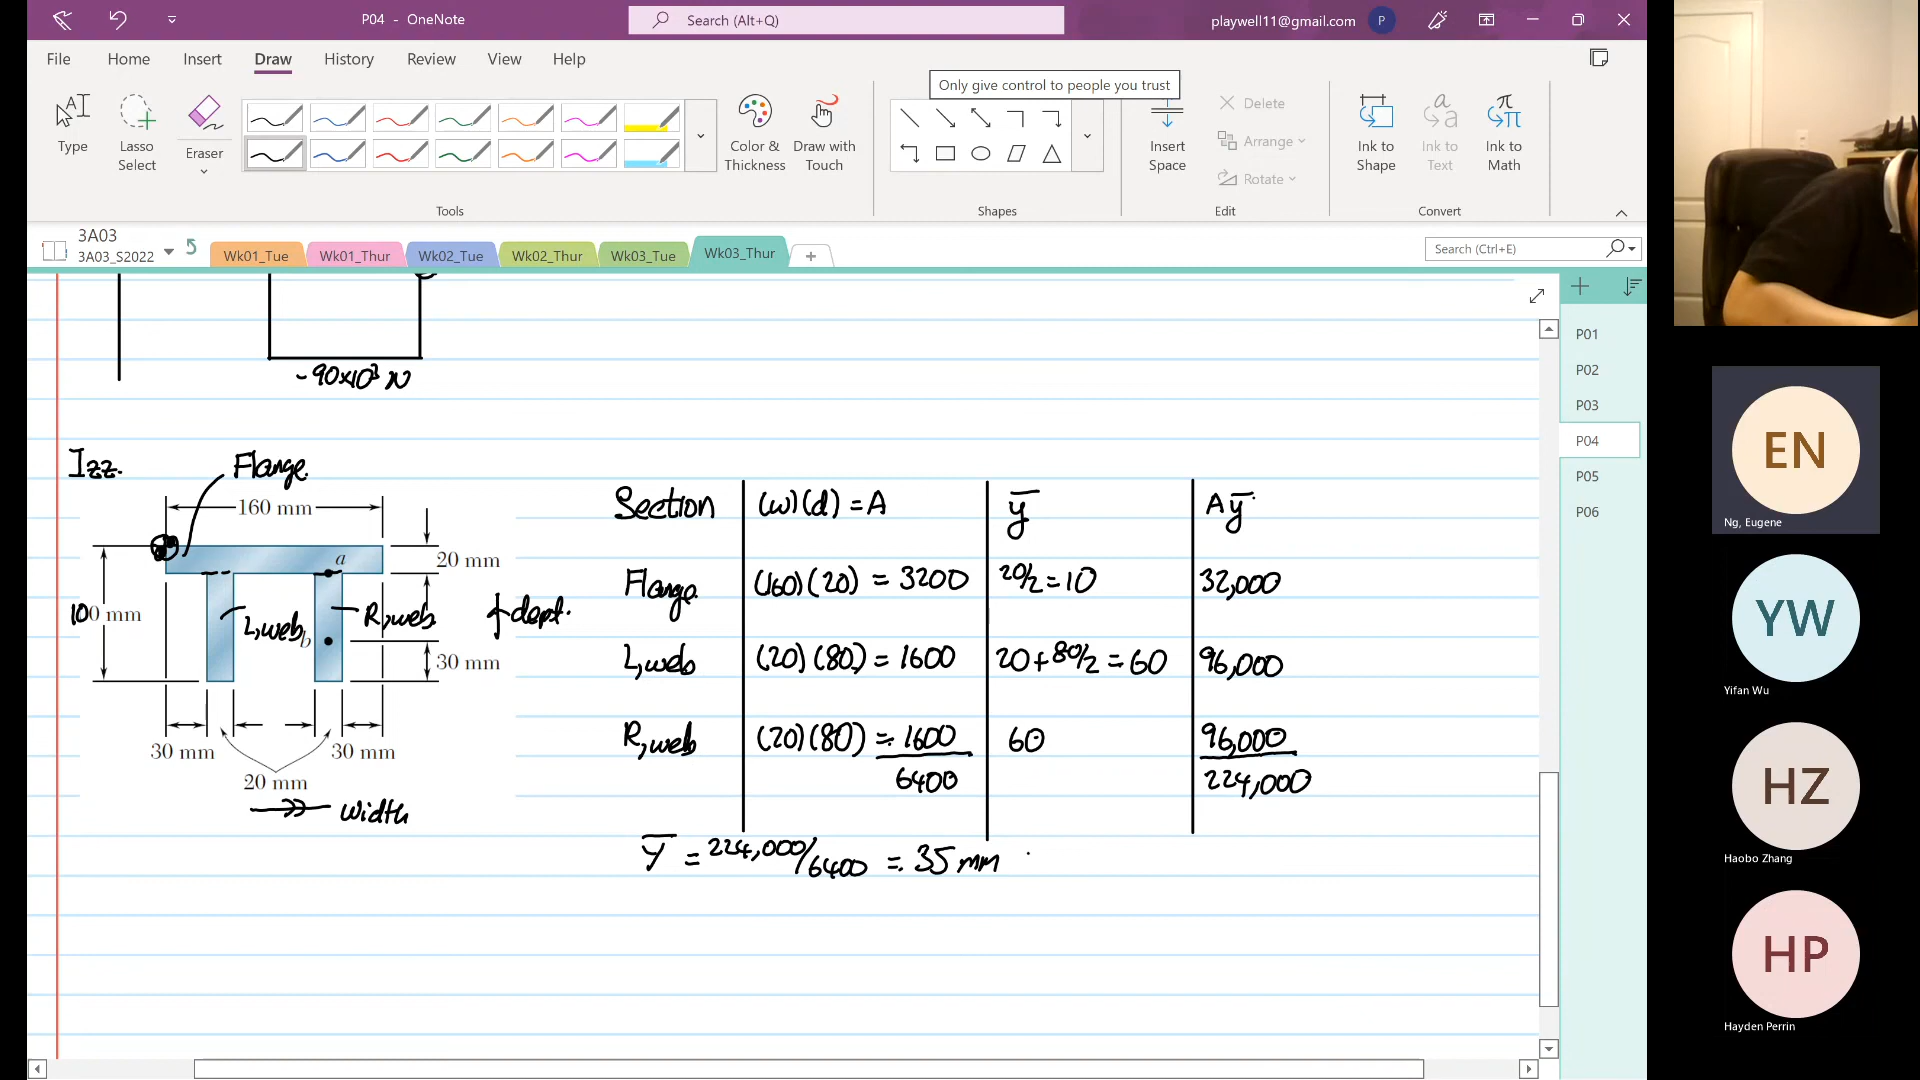 P04 - OneNote
Search (Alt+Q)
playwell11@gmail.com
P
File
Home
Insert
Draw
History
Review
View
Help
Only give control to people you trust
Type
Lasso Select
Eraser
Color & Thickness
Draw with Touch
Insert Space
Delete
Arrange
Rotate
Ink to Shape
Ink to Text
Ink to Math
Tools
Shapes
Edit
Convert
3A03
3A03_S2022
Wk01_Tue
Wk01_Thur
Wk02_Tue
Wk02_Thur
Wk03_Tue
Wk03_Thur
Search (Ctrl+E)
P01
P02
P03
P04
P05
P06
-90x10³ N
Izz.
Flange.
160 mm
a
20 mm
100 mm
L,web
b
R,web.
dept.
30 mm
30 mm
30 mm
20 mm
width
Section (w)(d) = A y̅ A y̅
Flange (160)(20) = 3200 20/2 = 10 32,000
L,web (20)(80) = 1600 20+80/2 = 60 96,000
R,web (20)(80) = 1600 60 96,000
6400 224,000
Y̅ = 224,000/6400 = 35 mm
EN
Ng, Eugene
YW
Yifan Wu
HZ
Haobo Zhang
HP
Hayden Perrin